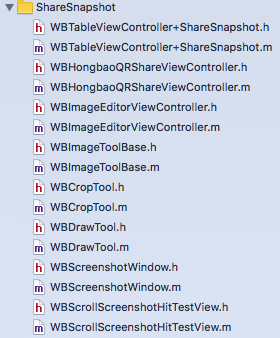 ShareSnapshot
h WBTableViewController+ShareSnapshot.h
m WBTableViewController+ShareSnapshot.m
h WBHongbaoQRShareViewController.h
m WBHongbaoQRShareViewController.m
h WBImageEditorViewController.h
m WBImageEditorViewController.m
h WBImageToolBase.h
m WBImageToolBase.m
h WBCropTool.h
m WBCropTool.m
h WBDrawTool.h
m WBDrawTool.m
h WBScreenshotWindow.h
m WBScreenshotWindow.m
h WBScrollScreenshotHitTestView.h
m WBScrollScreenshotHitTestView.m